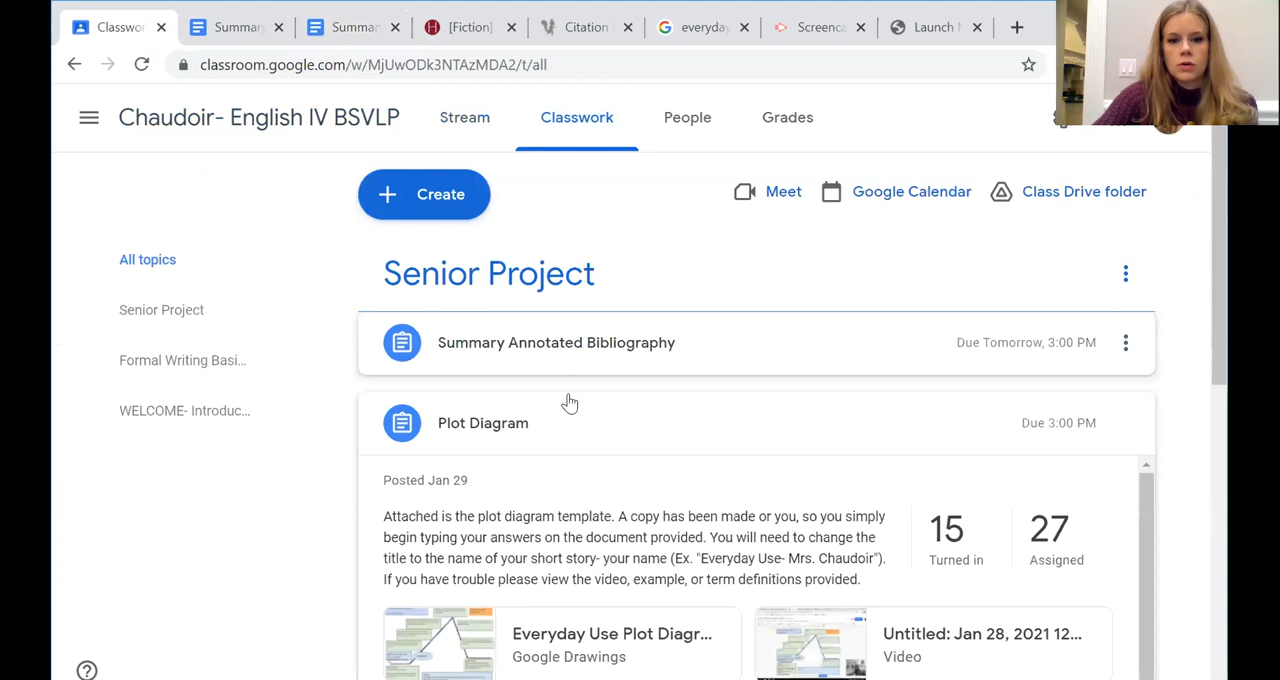 Classwor
Summar
Summar
[Fiction]
Citation
everyday
Screenca
Launch
classroom.google.com/w/MjUwODk3NTAzMDA2/t/all
Chaudoir- English IV BSVLP
Stream
Classwork
People
Grades
Create
Meet
Google Calendar
Class Drive folder
All topics
Senior Project
Formal Writing Basi...
WELCOME- Introduc...
Senior Project
Summary Annotated Bibliography
Due Tomorrow, 3:00 PM
Plot Diagram
Due 3:00 PM
Posted Jan 29
Attached is the plot diagram template. A copy has been made or you, so you simply
begin typing your answers on the document provided. You will need to change the
title to the name of your short story- your name (Ex. "Everyday Use- Mrs. Chaudoir").
If you have trouble please view the video, example, or term definitions provided.
15
Turned in
27
Assigned
Everyday Use Plot Diagr...
Google Drawings
Untitled: Jan 28, 2021 12...
Video